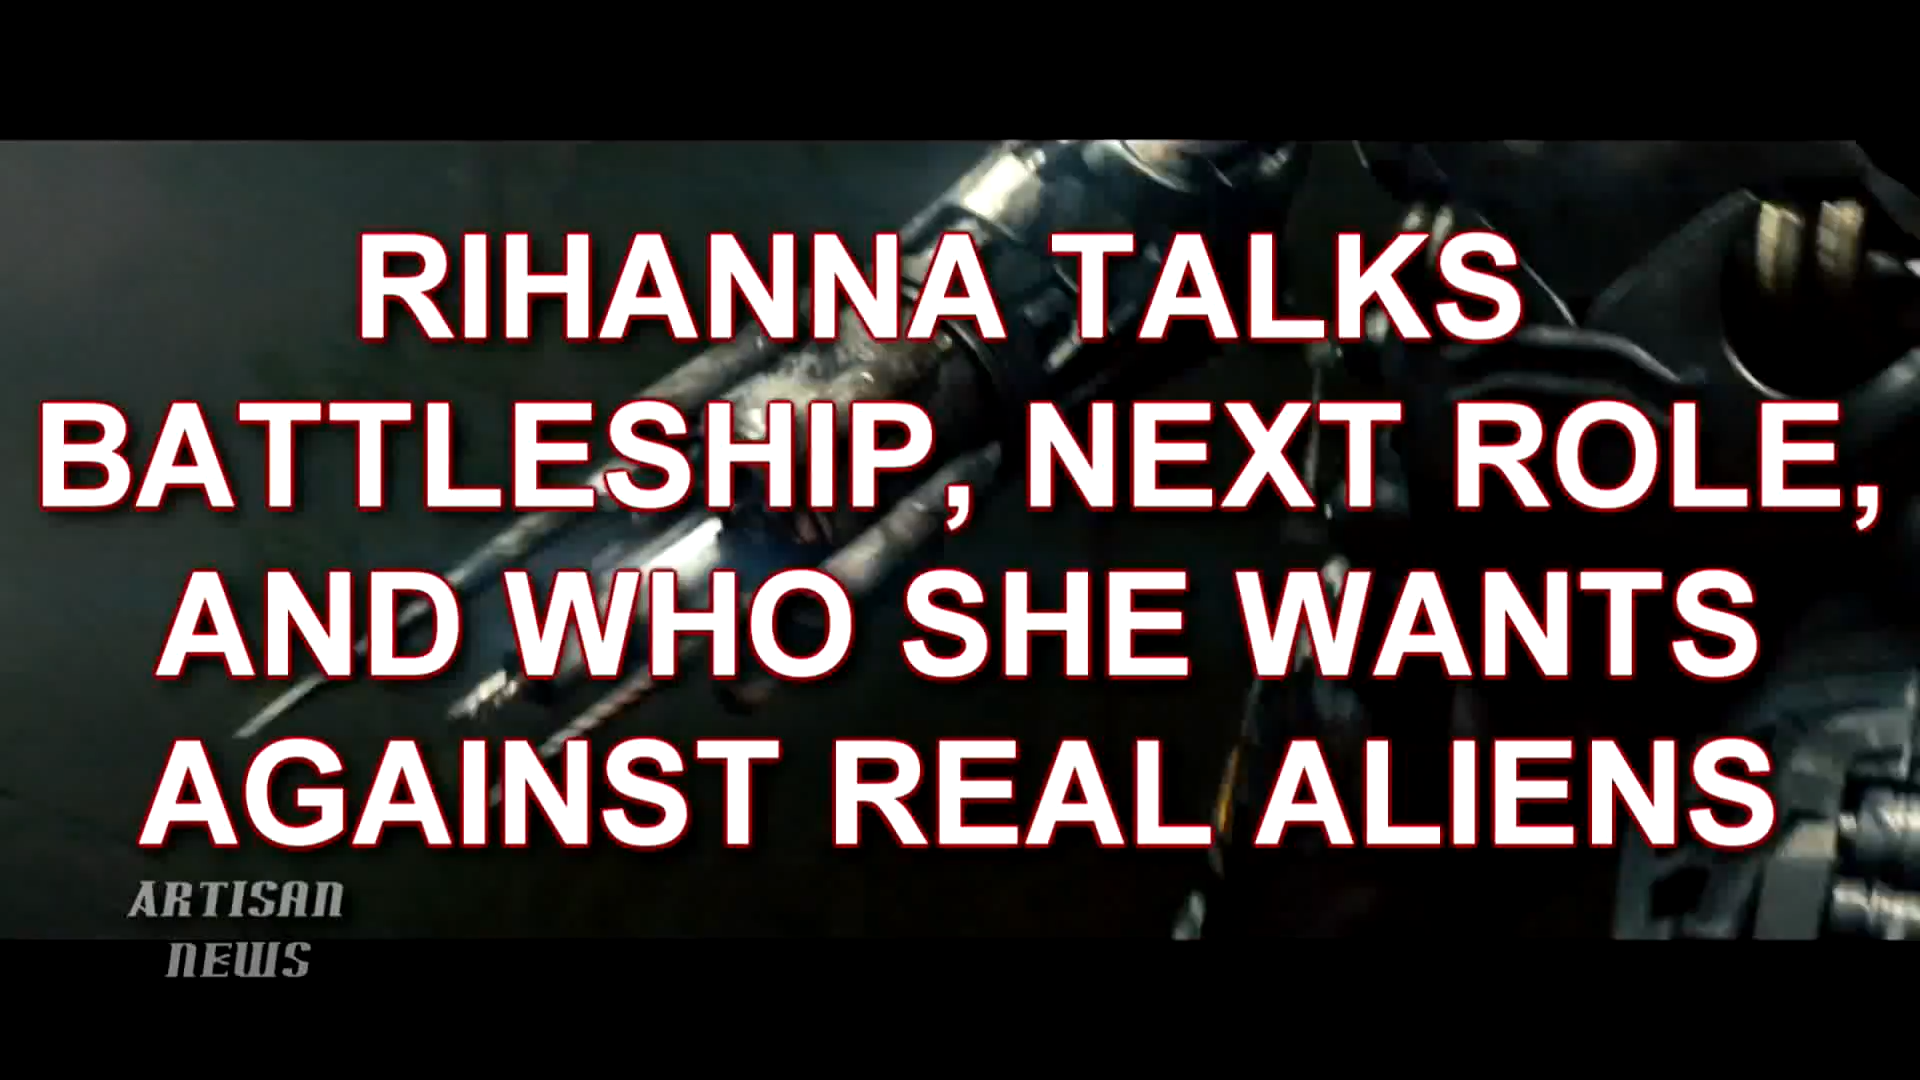 RIHANNA TALKS
BATTLESHIP, NEXT ROLE,
AND WHO SHE WANTS
AGAINST REAL ALIENS
ARTISAN
NEWS